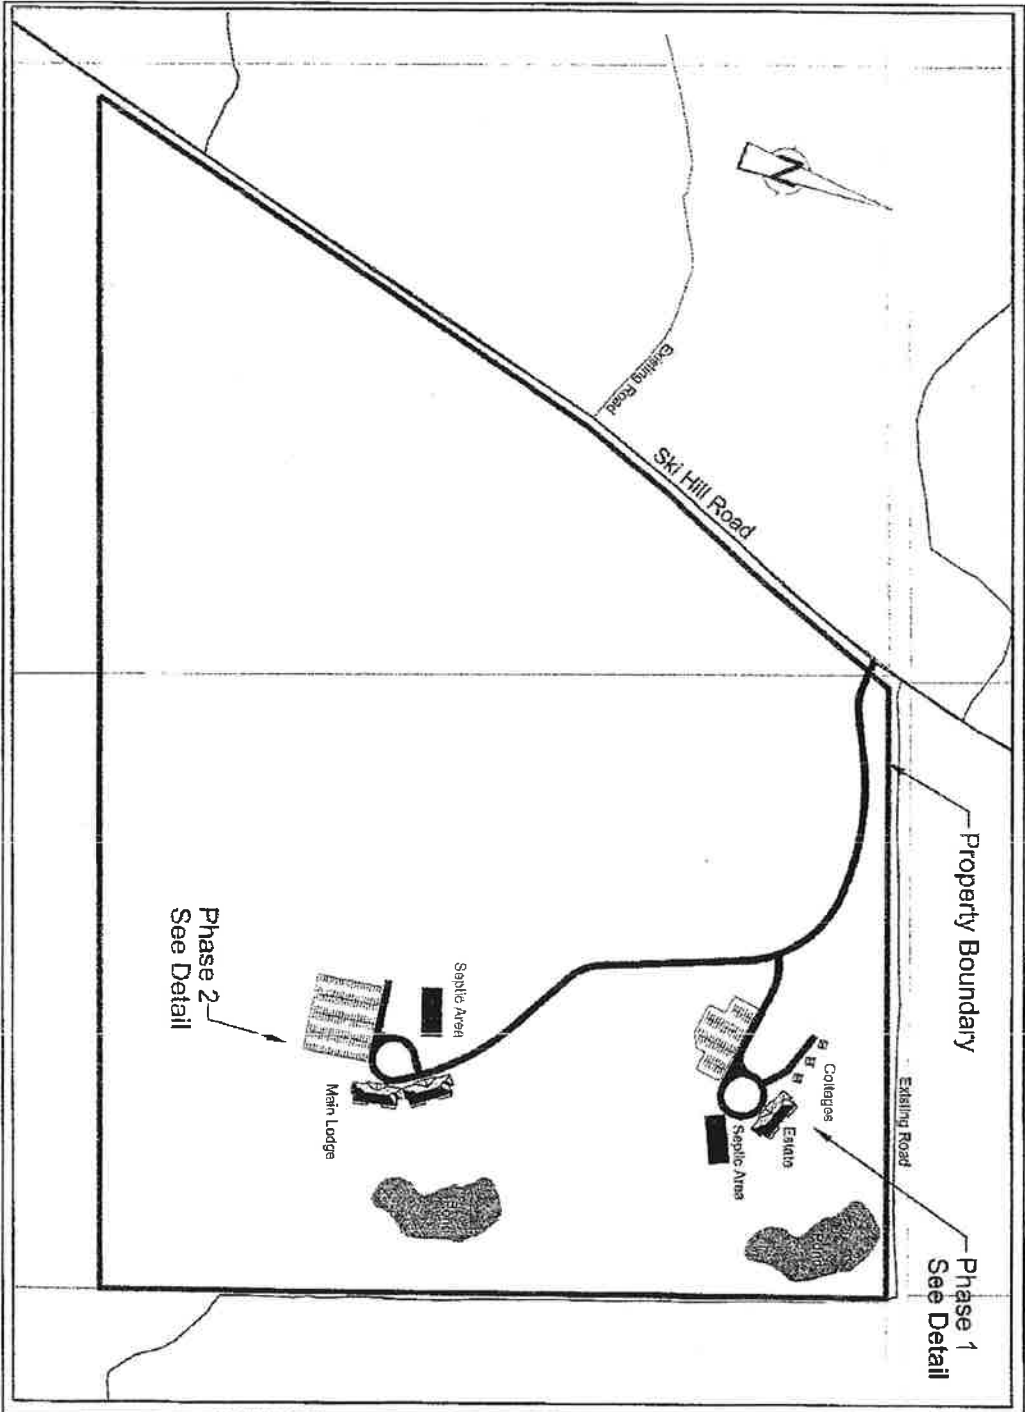 Property Boundary
Phase 1
See Detail
Existing Road
Cottages
Estate
N
Septic Area
Ski Hill Road
Existing Road
Septic Area
Main Lodge
Phase 2
See Detail